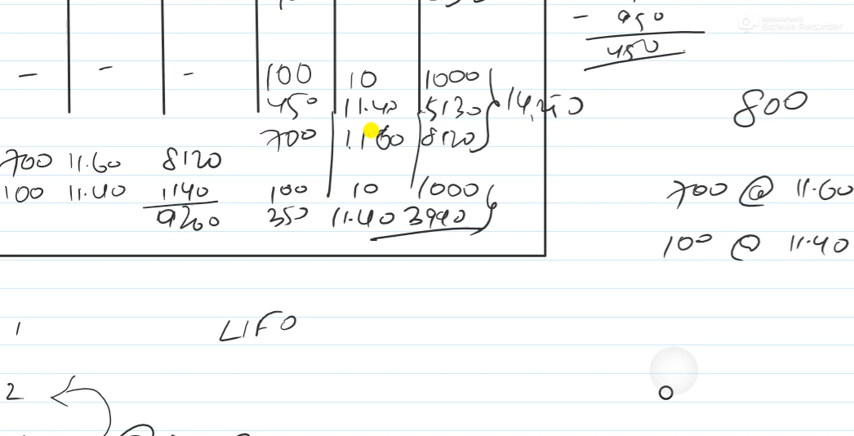 - 950
450
- - - 100 10 1000
450 11.40 5130 14,250
700 11.60 8120
800
700 11.60 8120
100 11.40 1140 100 10 1000
9260 350 11.40 3990
700 @ 11.60
100 @ 11.40
1 LIFO
2